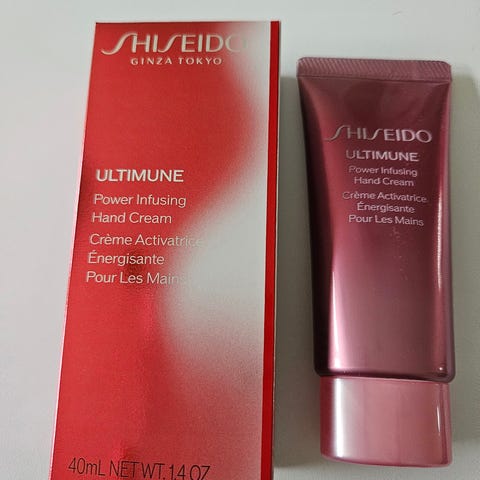 SHISEIDO
GINZA TOKYO
ULTIMUNE
Power Infusing
Hand Cream
Crème Activatrice
Énergisante
Pour Les Mains
40mL NET WT. 1.4 OZ
SHISEIDO
ULTIMUNE
Power Infusing
Hand Cream
Crème Activatrice
Énergisante
Pour Les Mains